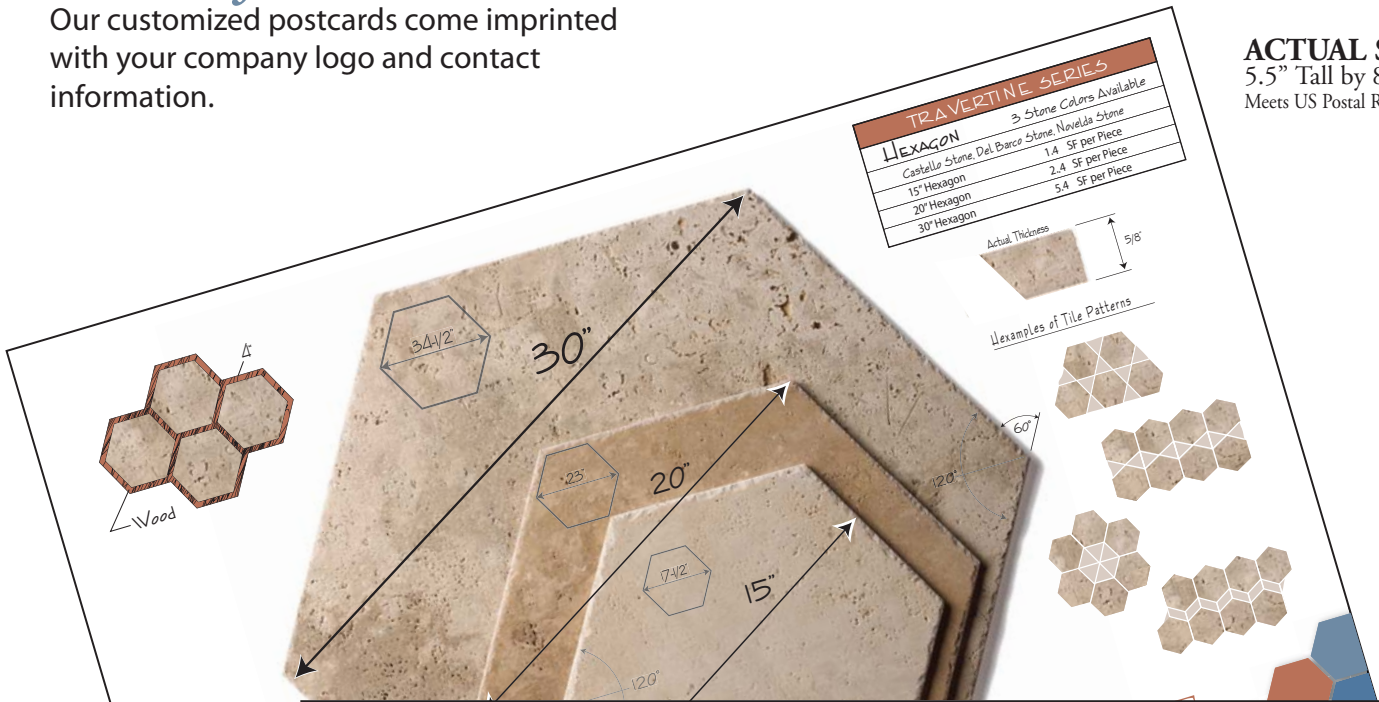 Our customized postcards come imprinted
with your company logo and contact
information.
ACTUAL
5.5” Tall by
Meets US Postal
TRAVERTINE SERIES
HEXAGON 3 Stone Colors Available
Castello Stone, Del Barco Stone, Novelda Stone
15" Hexagon 1.4 SF per Piece
20" Hexagon 2.4 SF per Piece
30" Hexagon 5.4 SF per Piece
Actual Thickness
5/8"
Hexamples of Tile Patterns
4"
Wood
34-1/2"
30"
23"
20"
17-1/2"
15"
60°
120°
120°